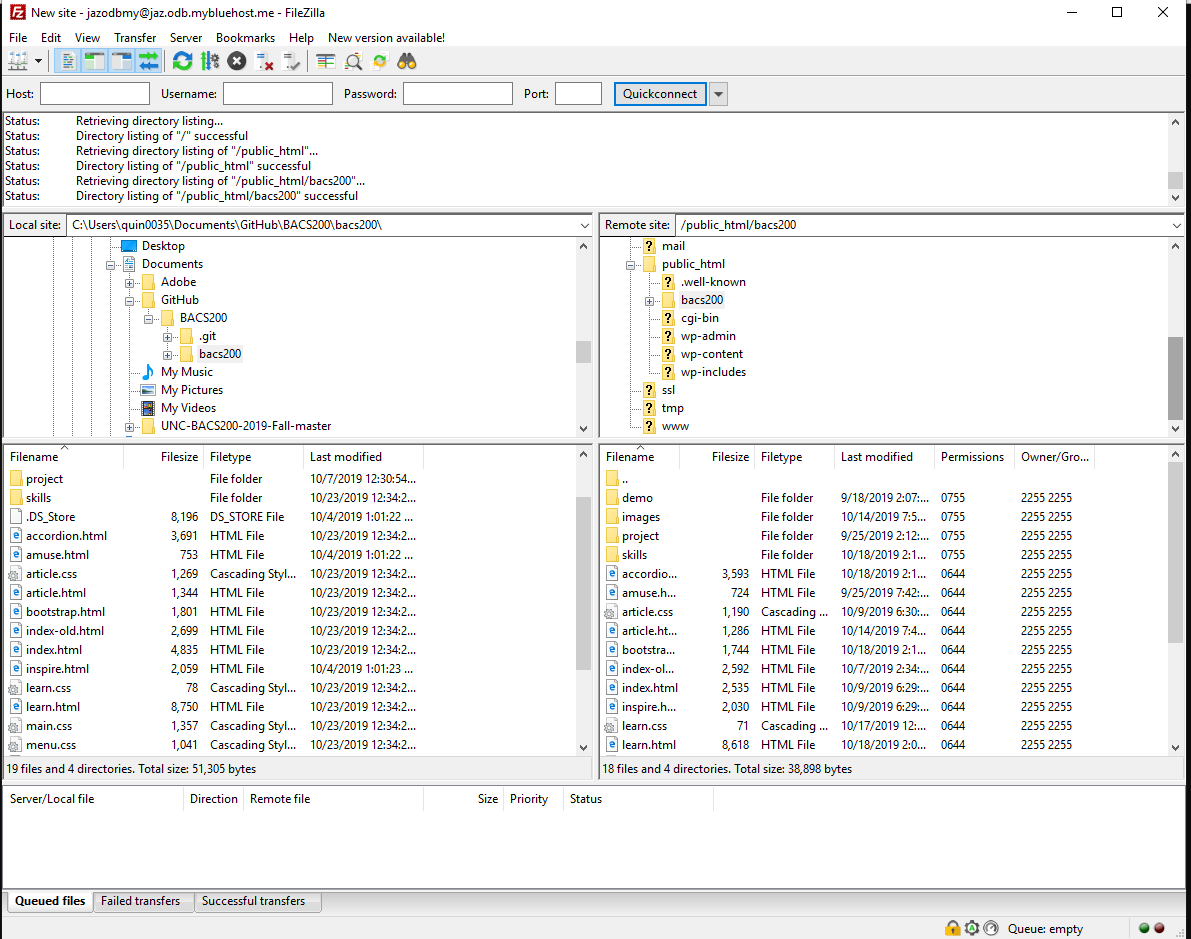 New site - jazodbmy@jaz.odb.mybluehost.me - FileZilla
File Edit View Transfer Server Bookmarks Help New version available!
Host: Username: Password: Port: Quickconnect
Status: Retrieving directory listing...
Status: Directory listing of "/" successful
Status: Retrieving directory listing of "/public_html"...
Status: Directory listing of "/public_html" successful
Status: Retrieving directory listing of "/public_html/bacs200"...
Status: Directory listing of "/public_html/bacs200" successful
Local site: C:\Users\quin0035\Documents\GitHub\BACS200\bacs200\
Desktop
Documents
Adobe
GitHub
BACS200
.git
bacs200
My Music
My Pictures
My Videos
UNC-BACS200-2019-Fall-master
Remote site: /public_html/bacs200
mail
public_html
.well-known
bacs200
cgi-bin
wp-admin
wp-content
wp-includes
ssl
tmp
www
Filename Filesize Filetype Last modified
project File folder 10/7/2019 12:30:54...
skills File folder 10/23/2019 12:34:2...
.DS_Store 8,196 DS_STORE File 10/4/2019 1:01:22 ...
accordion.html 3,691 HTML File 10/23/2019 12:34:2...
amuse.html 753 HTML File 10/4/2019 1:01:22 ...
article.css 1,269 Cascading Styl... 10/23/2019 12:34:2...
article.html 1,344 HTML File 10/23/2019 12:34:2...
bootstrap.html 1,801 HTML File 10/23/2019 12:34:2...
index-old.html 2,699 HTML File 10/23/2019 12:34:2...
index.html 4,835 HTML File 10/23/2019 12:34:2...
inspire.html 2,059 HTML File 10/4/2019 1:01:23 ...
learn.css 78 Cascading Styl... 10/23/2019 12:34:2...
learn.html 8,750 HTML File 10/23/2019 12:34:2...
main.css 1,357 Cascading Styl... 10/23/2019 12:34:2...
menu.css 1,041 Cascading Styl... 10/23/2019 12:34:2...
19 files and 4 directories. Total size: 51,305 bytes
Filename Filesize Filetype Last modified Permissions Owner/Gro...
..
demo File folder 9/18/2019 2:07:... 0755 2255 2255
images File folder 10/14/2019 7:5... 0755 2255 2255
project File folder 9/25/2019 2:12:... 0755 2255 2255
skills File folder 10/18/2019 2:1... 0755 2255 2255
accordio... 3,593 HTML File 10/18/2019 2:1... 0644 2255 2255
amuse.h... 724 HTML File 9/25/2019 7:42:... 0644 2255 2255
article.css 1,190 Cascading ... 10/9/2019 6:30:... 0644 2255 2255
article.ht... 1,286 HTML File 10/14/2019 7:4... 0644 2255 2255
bootstra... 1,744 HTML File 10/18/2019 2:1... 0644 2255 2255
index-ol... 2,592 HTML File 10/7/2019 2:34:... 0644 2255 2255
index.html 2,535 HTML File 10/9/2019 6:29:... 0644 2255 2255
inspire.h... 2,030 HTML File 10/9/2019 6:29:... 0644 2255 2255
learn.css 71 Cascading ... 10/17/2019 12:... 0644 2255 2255
learn.html 8,618 HTML File 10/18/2019 2:0... 0644 2255 2255
18 files and 4 directories. Total size: 38,898 bytes
Server/Local file Direction Remote file Size Priority Status
Queued files Failed transfers Successful transfers
Queue: empty